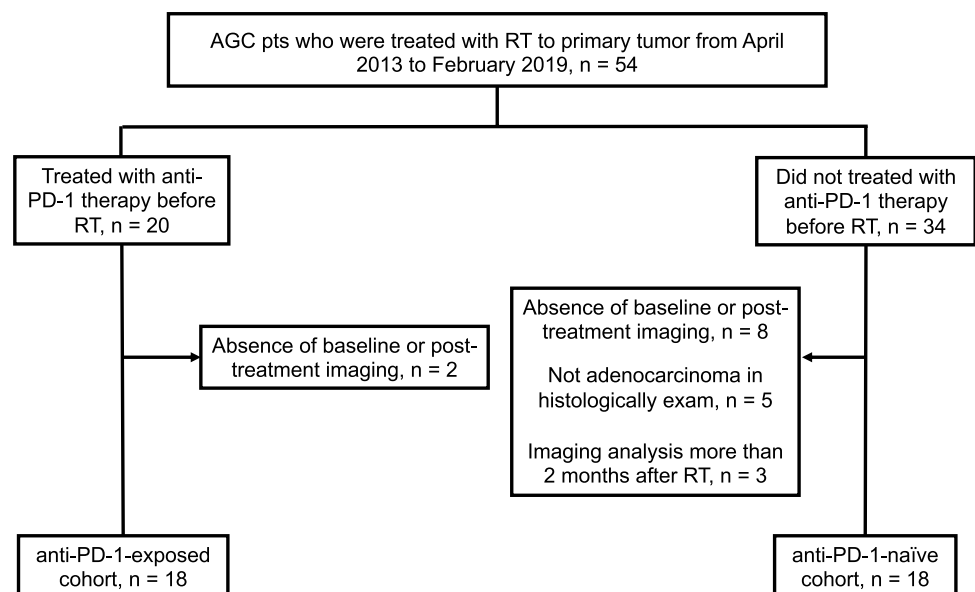 AGC pts who were treated with RT to primary tumor from April
2013 to February 2019, n = 54
Treated with anti-
PD-1 therapy before
RT, n = 20
Did not treated with
anti-PD-1 therapy
before RT, n = 34
Absence of baseline or post-
treatment imaging, n = 2
Absence of baseline or post-
treatment imaging, n = 8
Not adenocarcinoma in
histologically exam, n = 5
Imaging analysis more than
2 months after RT, n = 3
anti-PD-1-exposed
cohort, n = 18
anti-PD-1-naïve
cohort, n = 18